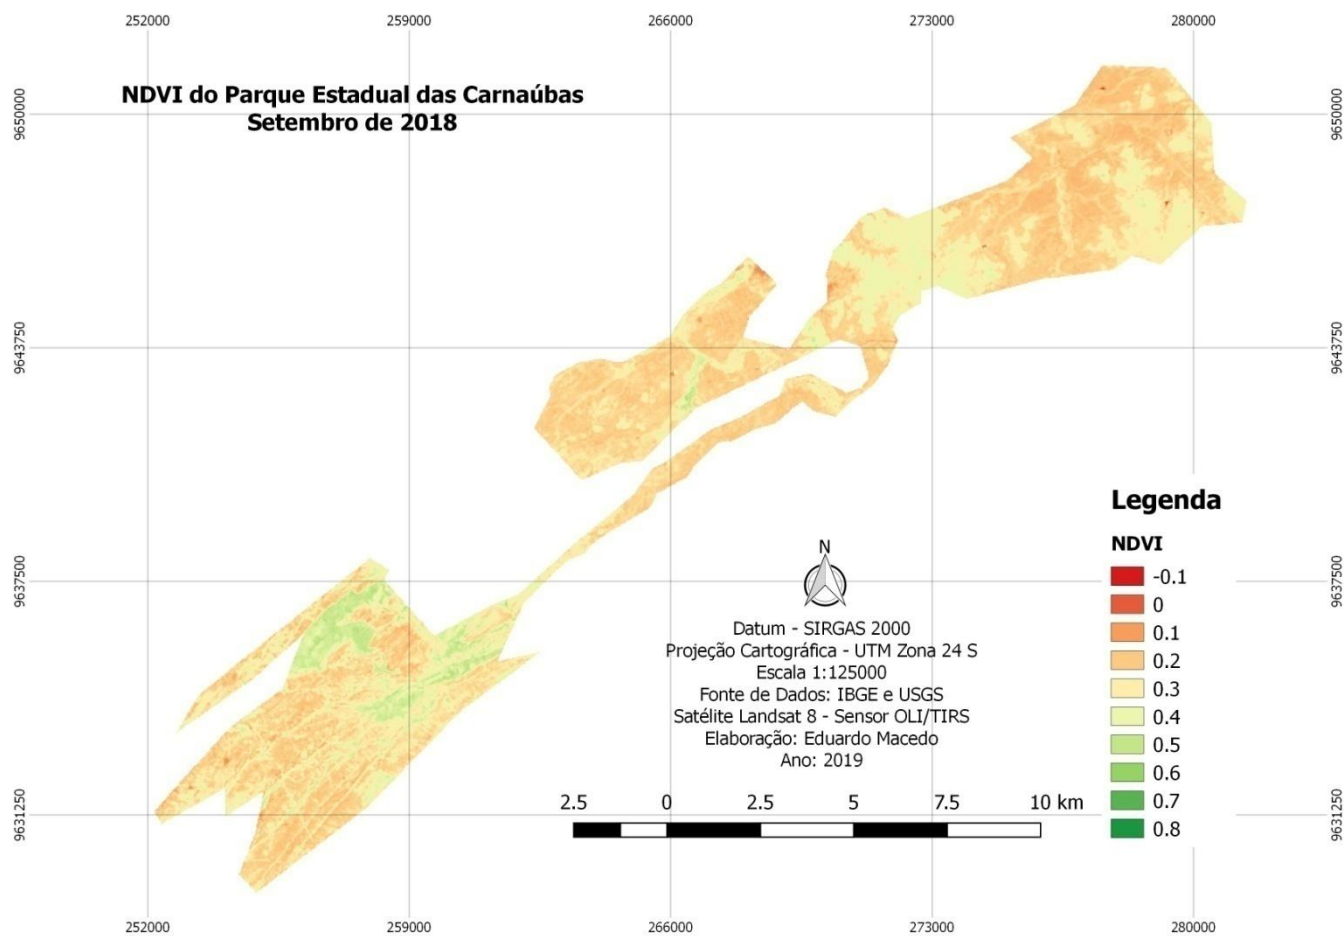 252000 259000 266000 273000 280000
NDVI do Parque Estadual das Carnaúbas
Setembro de 2018
9650000 9650000
9643750 9643750
Legenda
NDVI
N
9637500 9637500
-0.1
0
0.1
0.2
0.3
0.4
0.5
0.6
0.7
0.8
Datum - SIRGAS 2000
Projeção Cartográfica - UTM Zona 24 S
Escala 1:125000
Fonte de Dados: IBGE e USGS
Satélite Landsat 8 - Sensor OLI/TIRS
Elaboração: Eduardo Macedo
Ano: 2019
2.5 0 2.5 5 7.5 10 km
9631250 9631250
252000 259000 266000 273000 280000